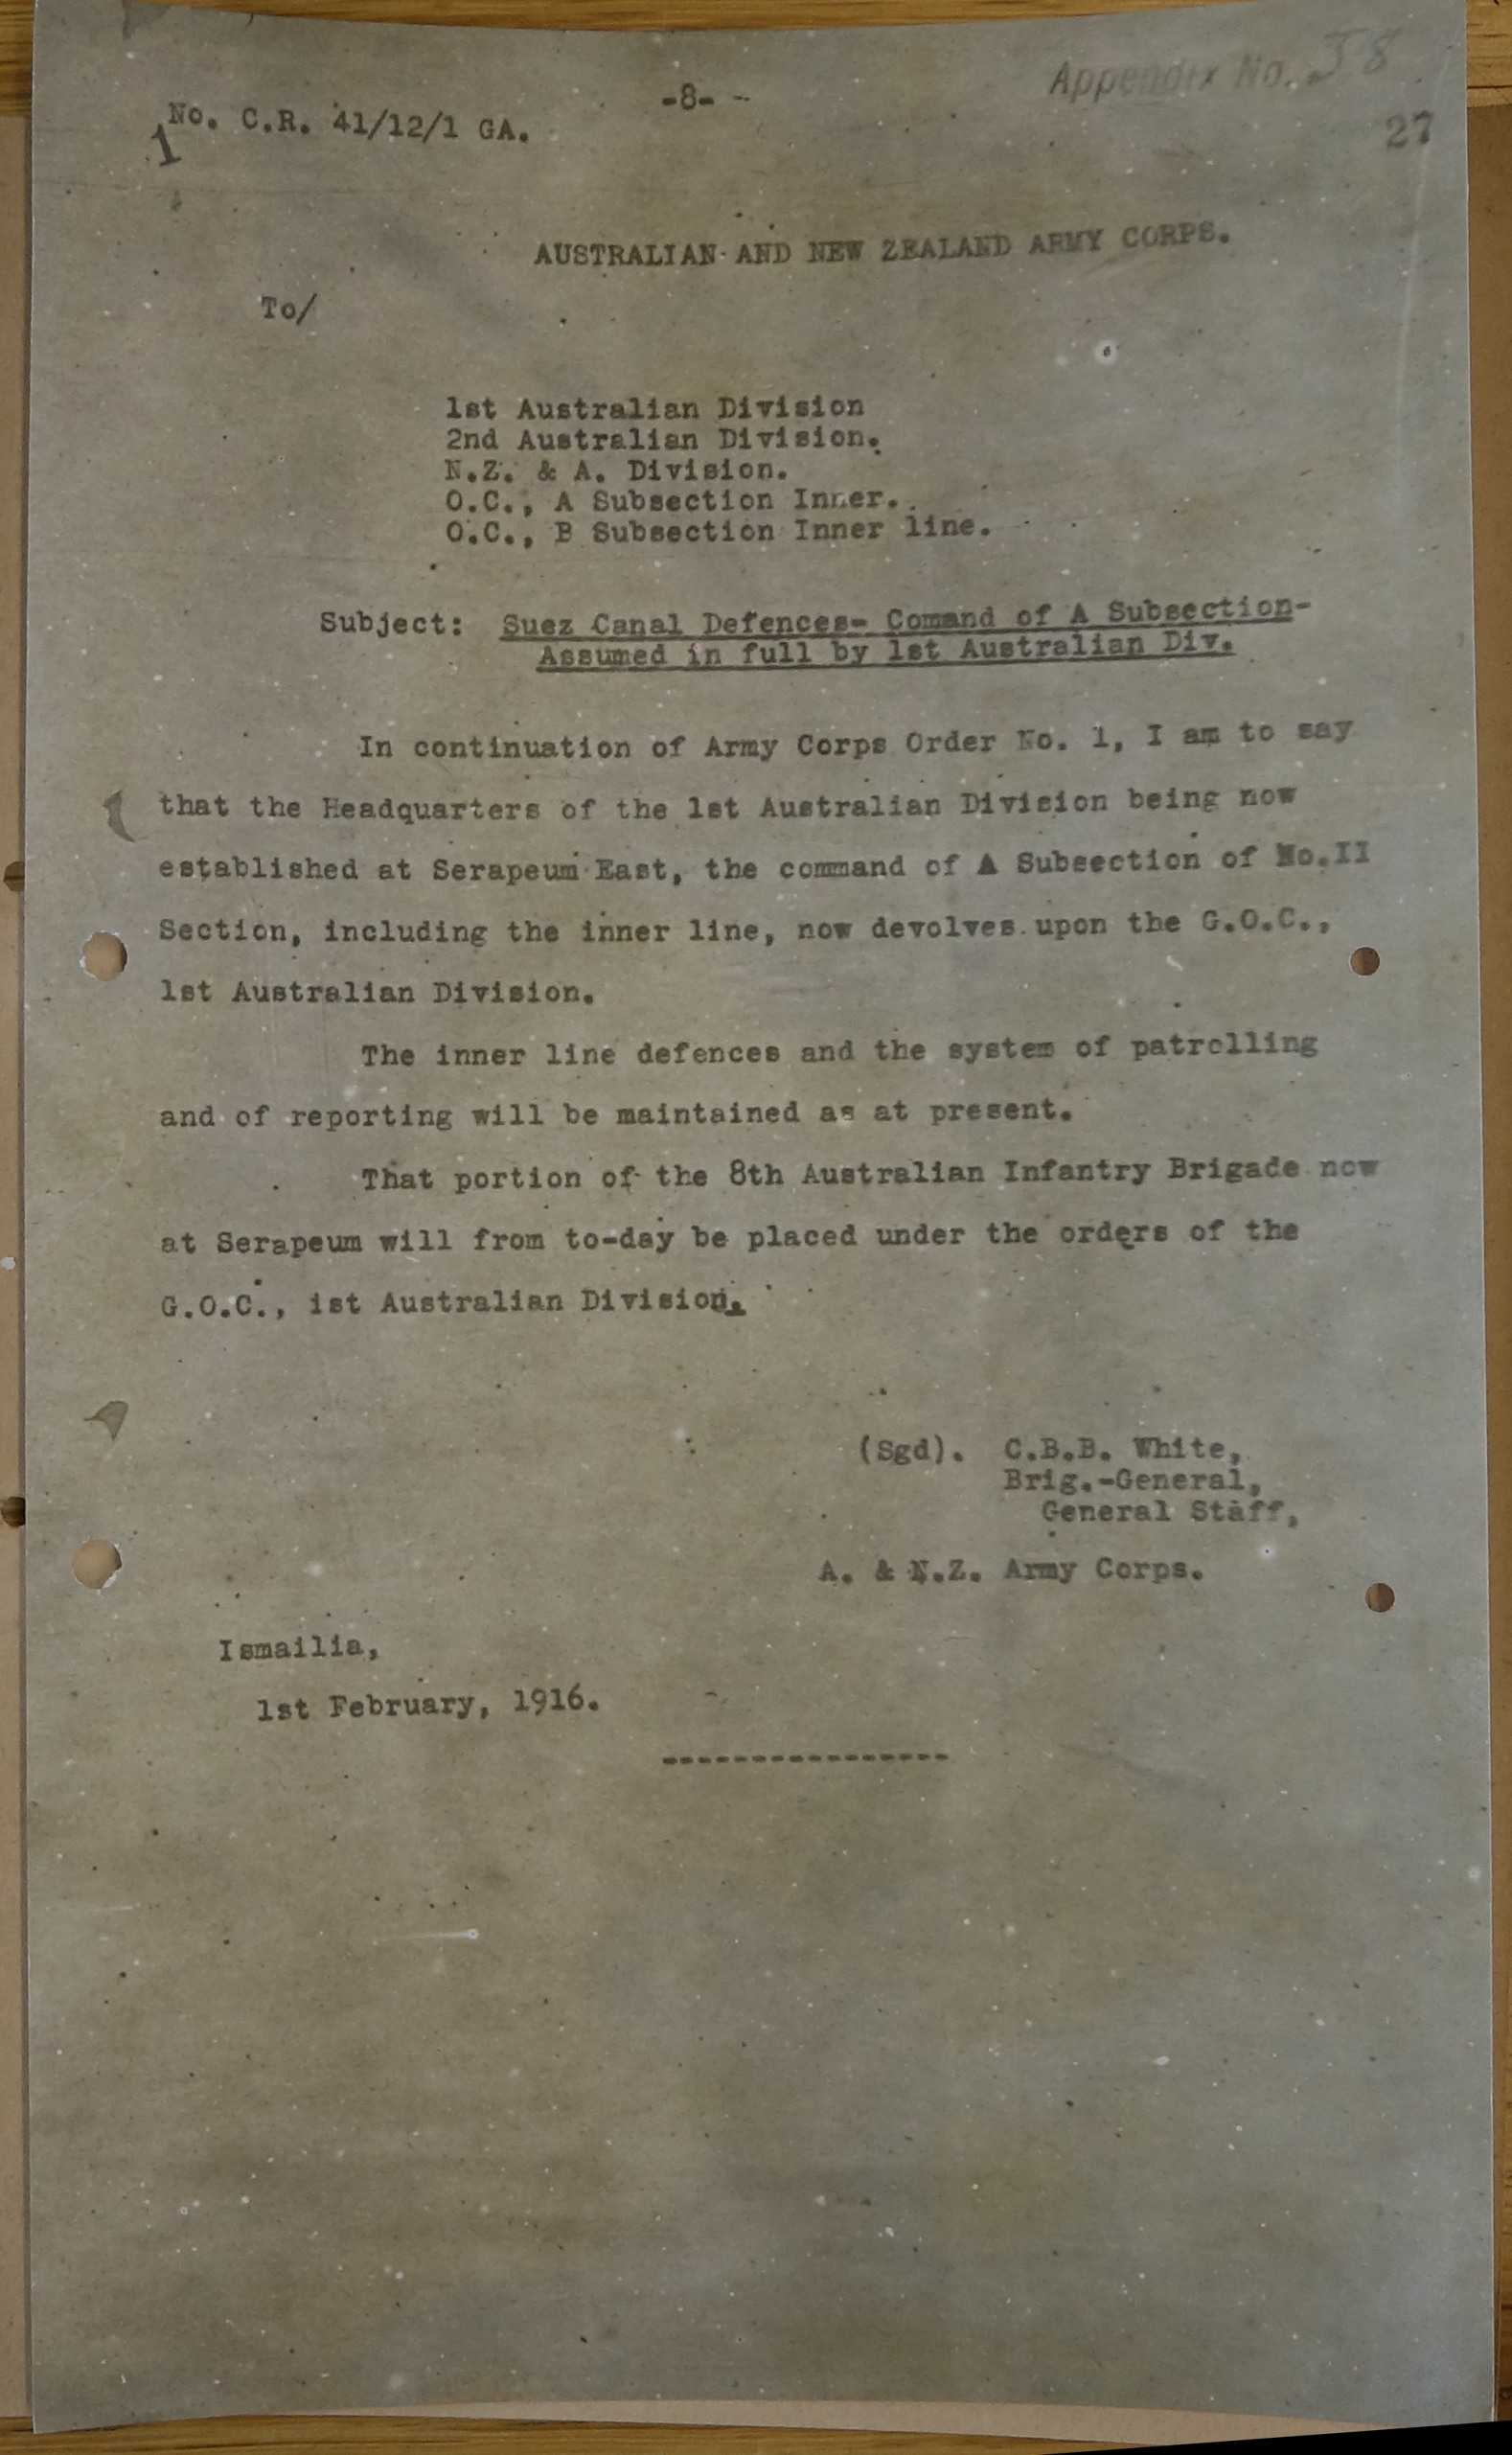 -8-
Appendix No. 58
No. C.R. 41/12/1 GA.
1
27
AUSTRALIAN AND NEW ZEALAND ARMY CORPS.
To/
1st Australian Division
2nd Australian Division.
N.Z. & A. Division.
O.C., A Subsection Inner.
O.C., B Subsection Inner line.
Subject: Suez Canal Defences- Comand of A Subsection-
Assumed in full by 1st Australian Div.
In continuation of Army Corps Order No. 1, I am to say
that the Headquarters of the 1st Australian Division being now
established at Serapeum East, the command of A Subsection of No.II
Section, including the inner line, now devolves upon the G.O.C.,
1st Australian Division.
The inner line defences and the system of patrolling
and of reporting will be maintained as at present.
That portion of the 8th Australian Infantry Brigade now
at Serapeum will from to-day be placed under the orders of the
G.O.C., ist Australian Division.
(Sgd). C.B.B. White,
Brig.-General,
General Staff,
A. & N.Z. Army Corps.
Ismailia,
1st February, 1916.
----------------